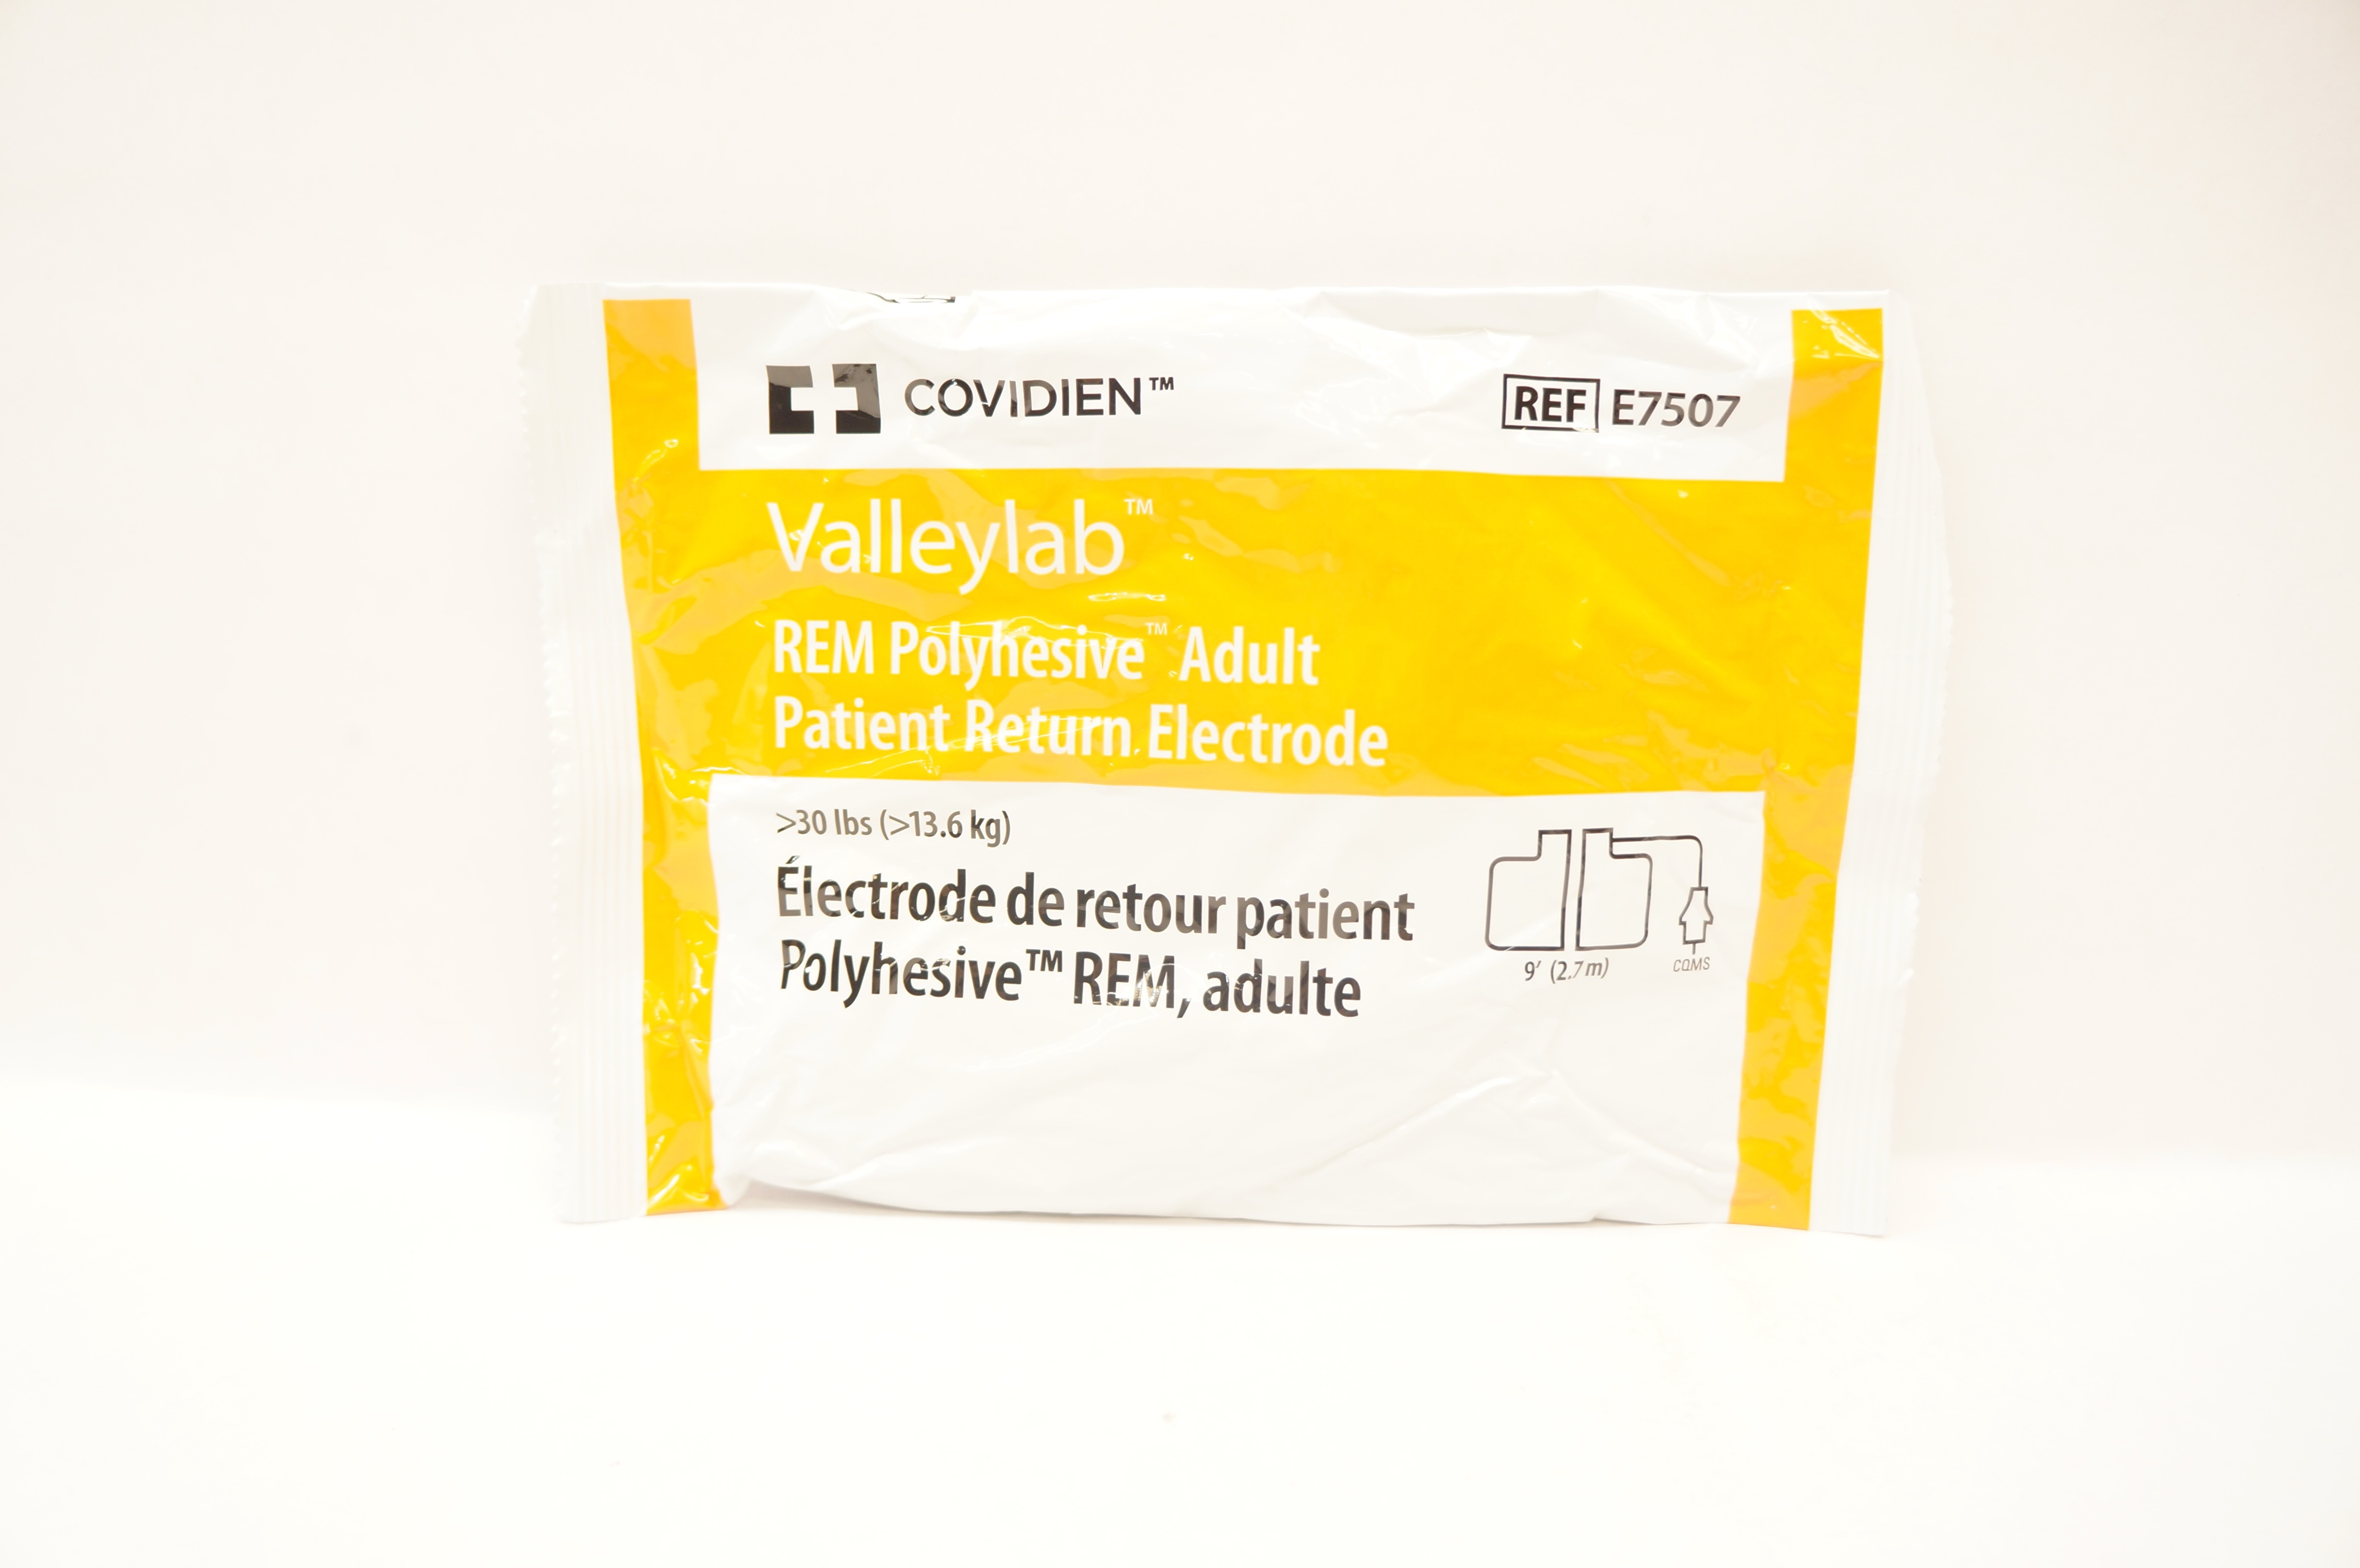 COVIDIEN™
REF E7507
Valleylab™
REM Polyhesive™ Adult
Patient Return Electrode
>30 lbs (>13.6 kg)
Électrode de retour patient
Polyhesive™ REM, adulte
9' (2.7 m)
CQMS